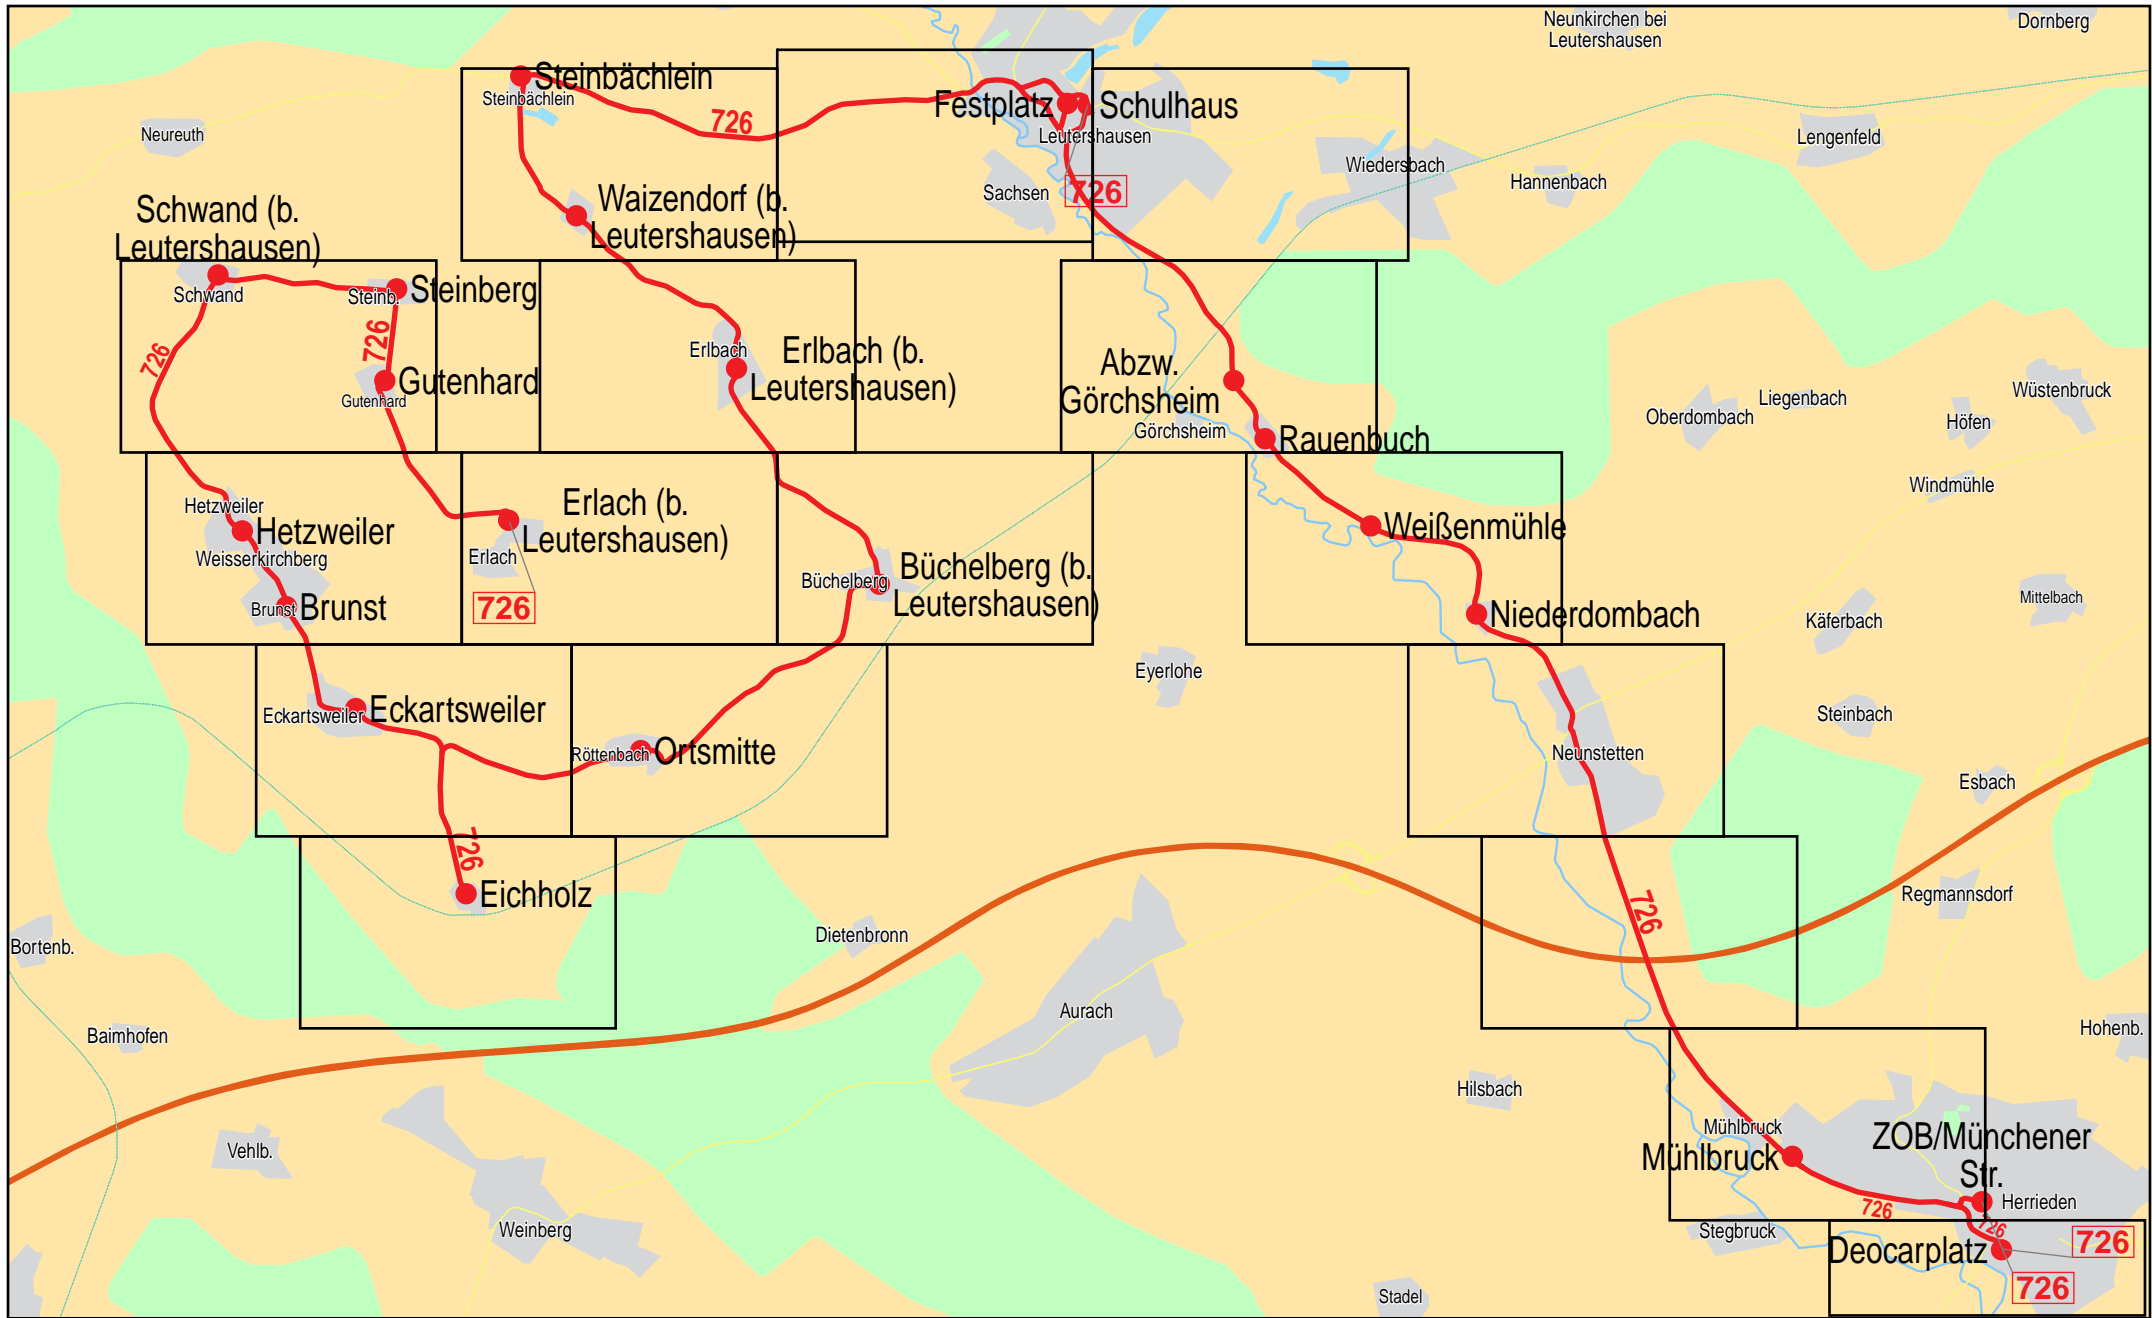 Neunkirchen bei
Leutershausen
Dornberg
Steinbächlein
Steinbächlein
726
Festplatz
Schulhaus
Leutershausen
Neureuth
Lengenfeld
Wiedersbach
Hannenbach
Sachsen
726
Schwand (b.
Leutershausen)
Waizendorf (b.
Leutershausen)
Schwand
Steinb.
Steinberg
726
726
Gutenhard
Gutenhard
Erlbach
Erlbach (b.
Leutershausen)
Abzw.
Görchsheim
Görchsheim
Rauenbuch
Oberdombach
Liegenbach
Wüstenbruck
Höfen
Windmühle
Hetzweiler
Hetzweiler
Weisserkirchberg
Brunst
Brunst
Erlach (b.
Leutershausen)
Erlach
726
Büchelberg
Büchelberg (b.
Leutershausen)
Weißenmühle
Niederdombach
Käferbach
Mittelbach
Eyerlohe
Eckartsweiler
Eckartsweiler
Röttenbach
Ortsmitte
Steinbach
Neunstetten
Esbach
726
Eichholz
726
Regmannsdorf
Bortenb.
Dietenbronn
Aurach
Baimhofen
Hohenb.
Hilsbach
Vehlb.
Mühlbruck
Mühlbruck
ZOB/Münchener
Str.
Herrieden
726
726
Weinberg
Stegbruck
Deocarplatz
726
726
Stadel